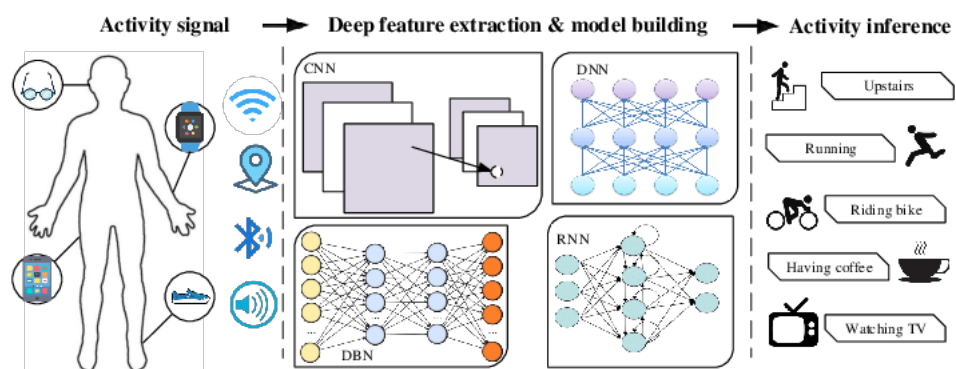 Activity signal
Deep feature extraction & model building
Activity inference
CNN
DNN
Upstairs
Running
Riding bike
DBN
RNN
Having coffee
Watching TV